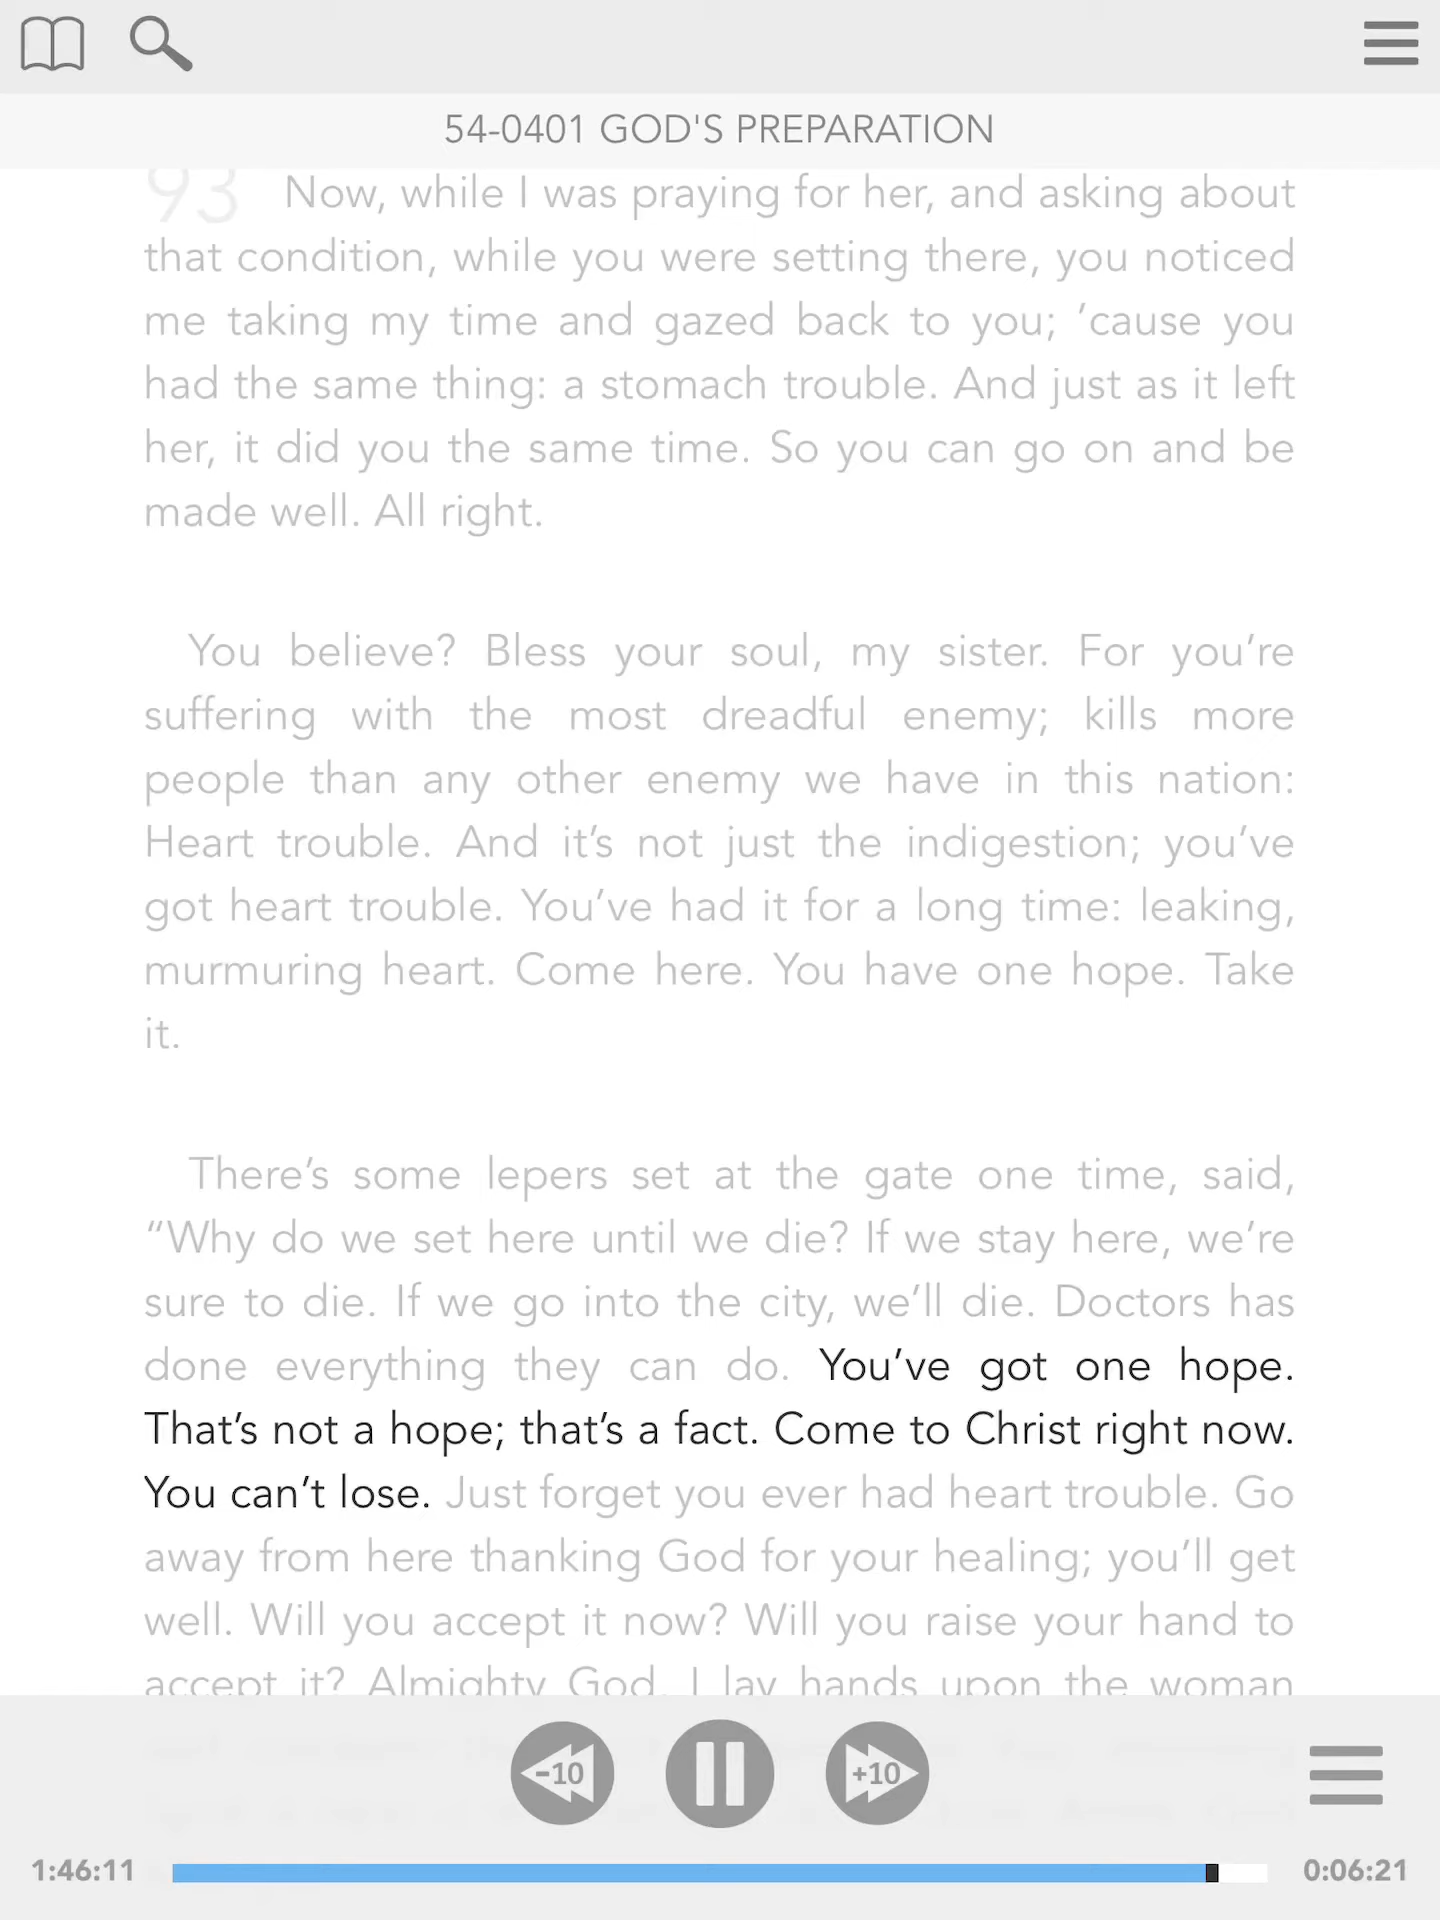 54-0401 GOD'S PREPARATION
93 Now, while I was praying for her, and asking about
that condition, while you were setting there, you noticed
me taking my time and gazed back to you; ’cause you
had the same thing: a stomach trouble. And just as it left
her, it did you the same time. So you can go on and be
made well. All right.
You believe? Bless your soul, my sister. For you’re
suffering with the most dreadful enemy; kills more
people than any other enemy we have in this nation:
Heart trouble. And it’s not just the indigestion; you’ve
got heart trouble. You’ve had it for a long time: leaking,
murmuring heart. Come here. You have one hope. Take
it.
There’s some lepers set at the gate one time, said,
“Why do we set here until we die? If we stay here, we’re
sure to die. If we go into the city, we’ll die. Doctors has
done everything they can do. You’ve got one hope.
That’s not a hope; that’s a fact. Come to Christ right now.
You can’t lose. Just forget you ever had heart trouble. Go
away from here thanking God for your healing; you’ll get
well. Will you accept it now? Will you raise your hand to
accept it? Almighty God, I lay hands upon the woman
-10 +10
1:46:11 0:06:21